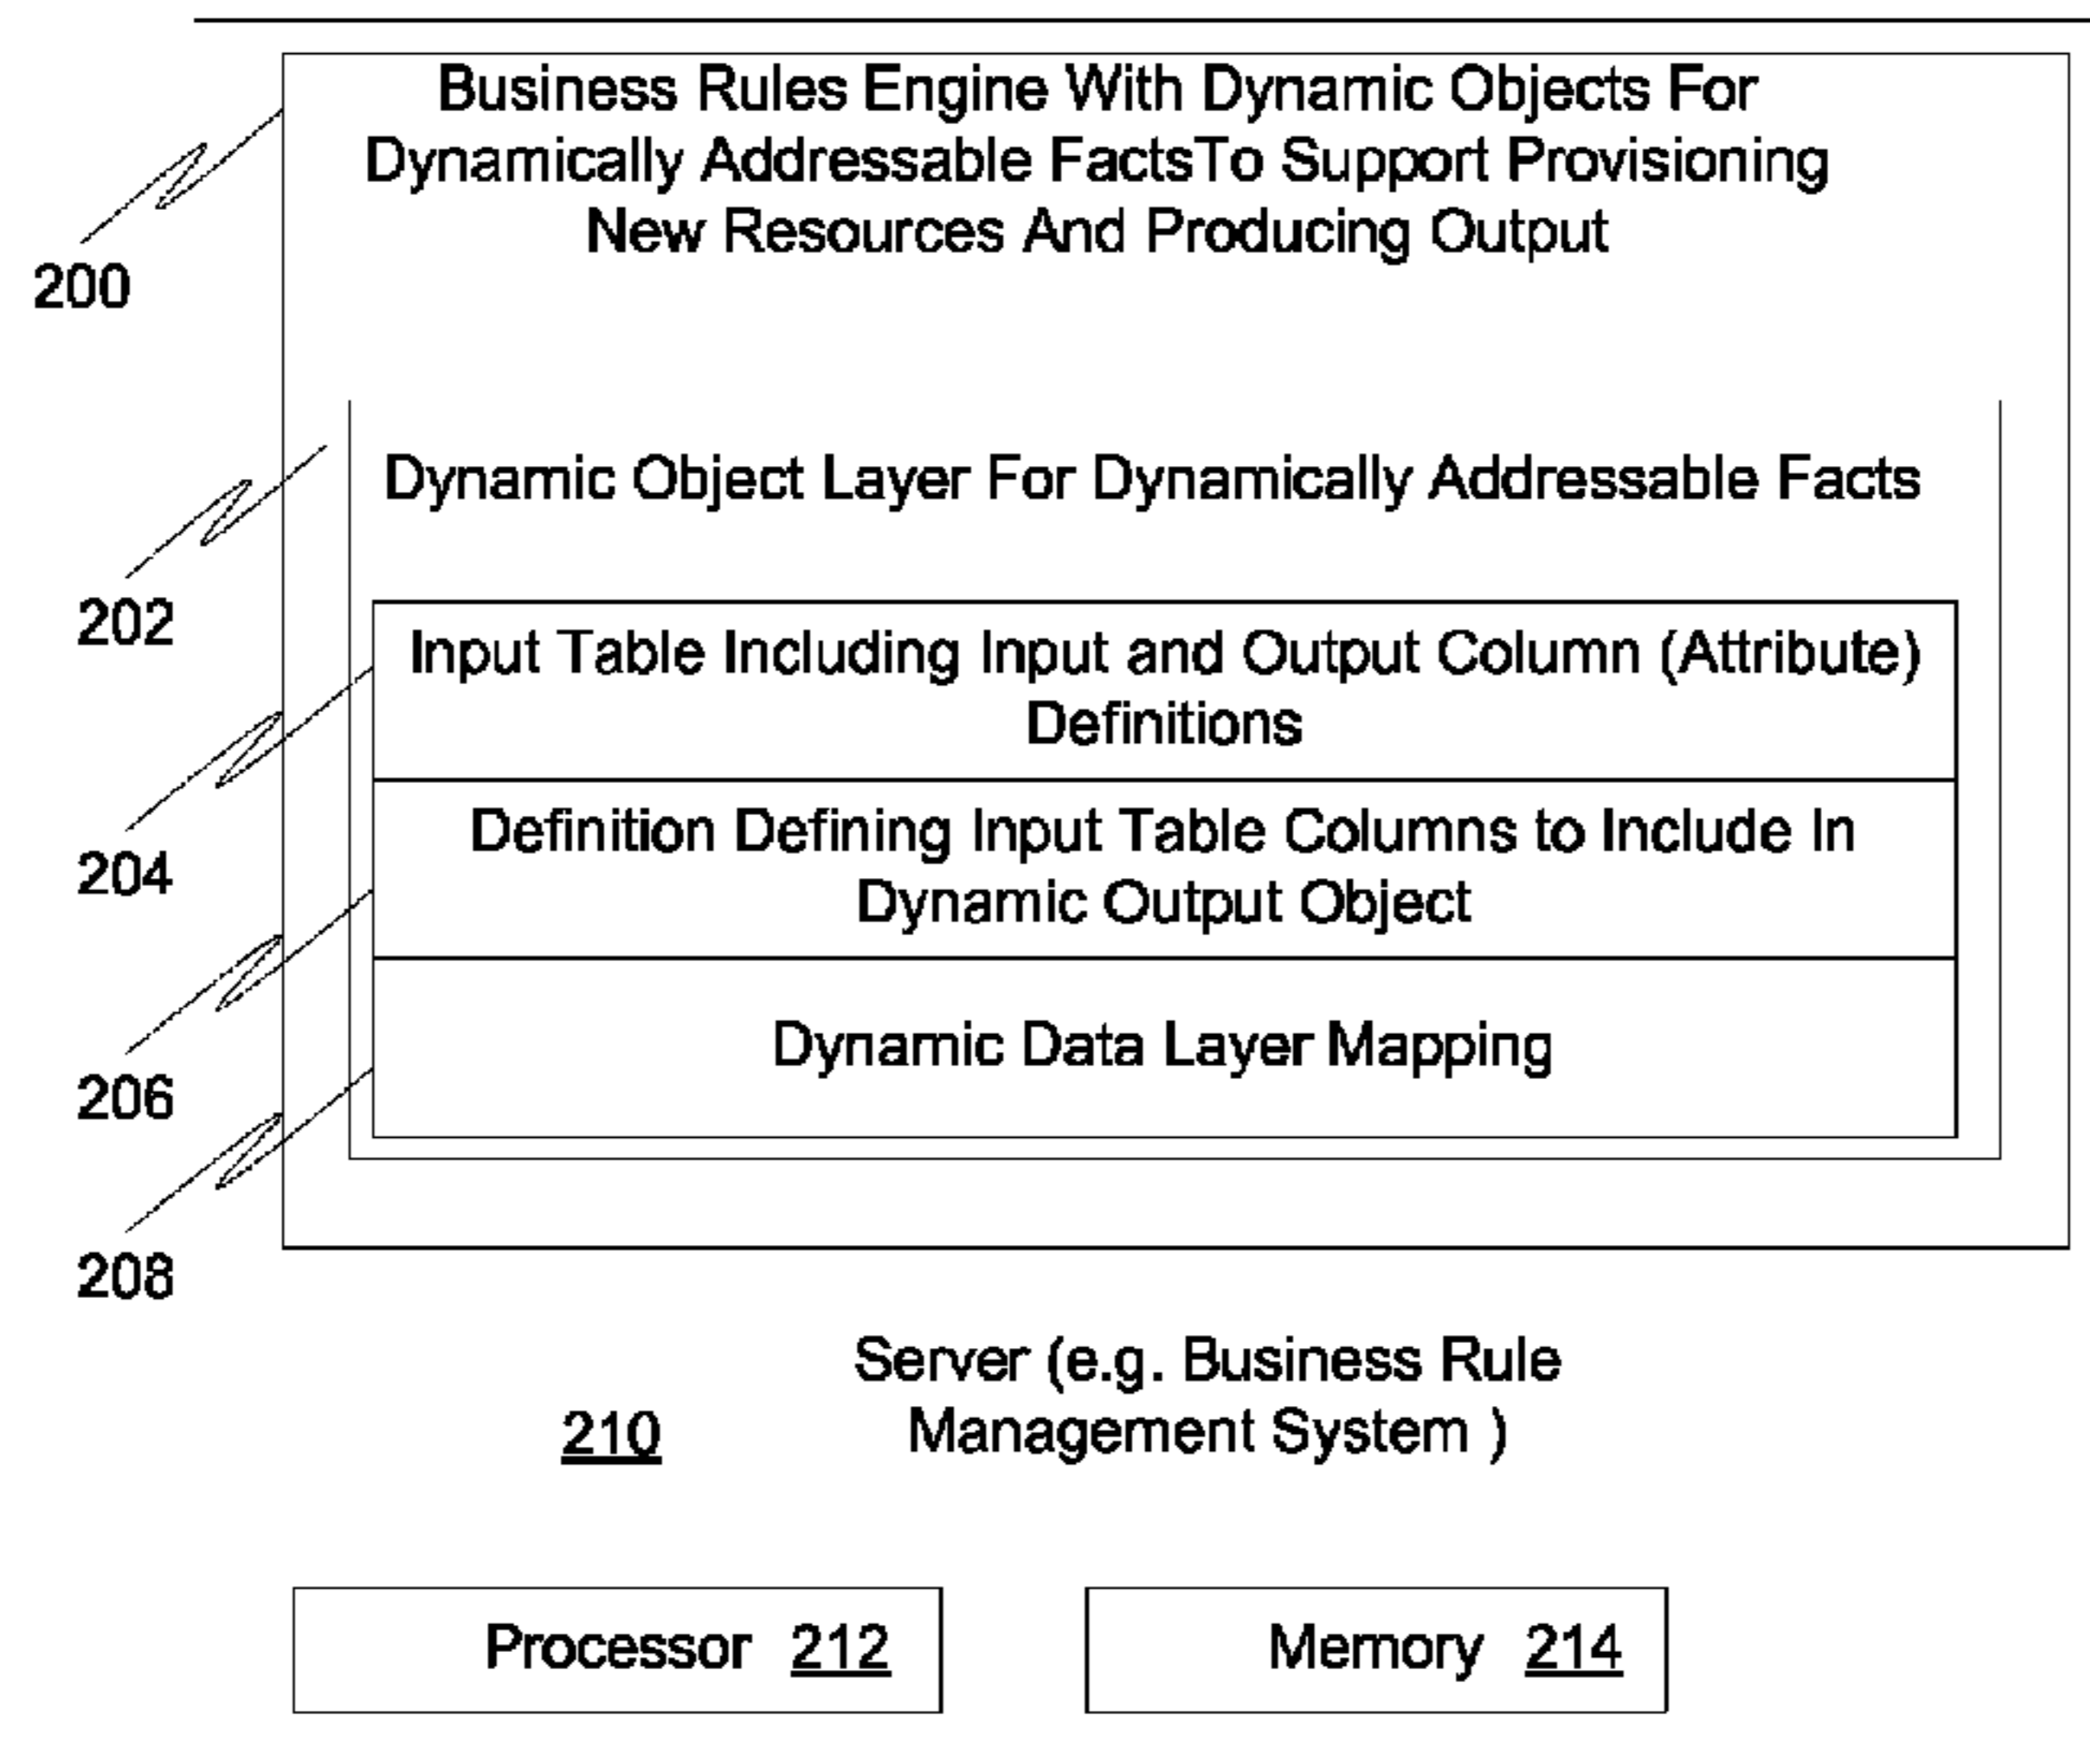 Business Rules Engine With Dynamic Objects For
Dynamically Addressable FactsTo Support Provisioning
New Resources And Producing Output
200
Dynamic Object Layer For Dynamically Addressable Facts
202
Input Table Including Input and Output Column (Attribute)
Definitions
204
Definition Defining Input Table Columns to Include In
Dynamic Output Object
206
Dynamic Data Layer Mapping
208
Server (e.g. Business Rule
Management System )
210
Processor 212
Memory 214